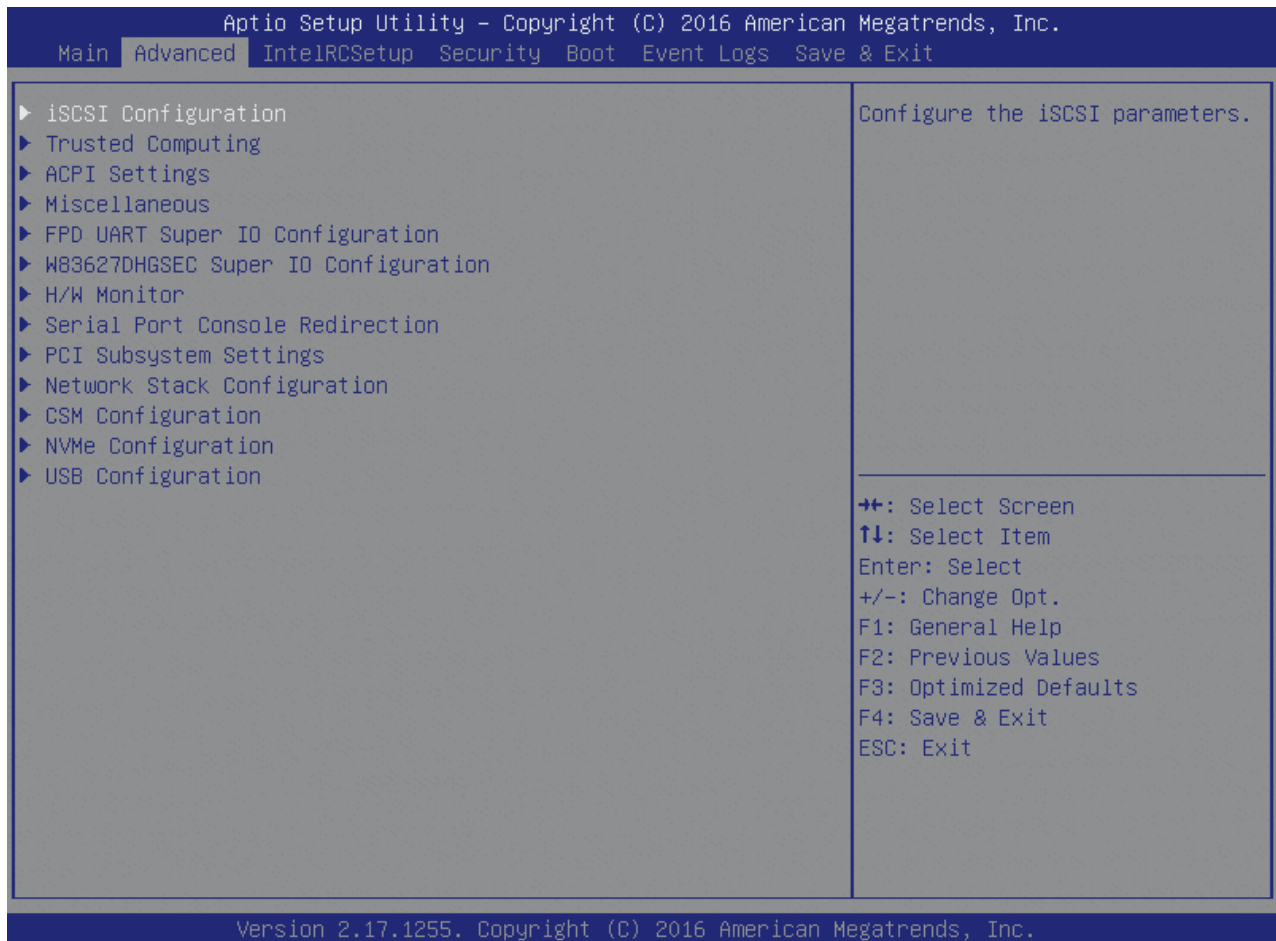 Aptio Setup Utility – Copyright (C) 2016 American Megatrends, Inc.
Main Advanced IntelRCSetup Security Boot Event Logs Save & Exit
▶ iSCSI Configuration
▶ Trusted Computing
▶ ACPI Settings
▶ Miscellaneous
▶ FPD UART Super IO Configuration
▶ W83627DHGSEC Super IO Configuration
▶ H/W Monitor
▶ Serial Port Console Redirection
▶ PCI Subsystem Settings
▶ Network Stack Configuration
▶ CSM Configuration
▶ NVMe Configuration
▶ USB Configuration
Configure the iSCSI parameters.
→←: Select Screen
↑↓: Select Item
Enter: Select
+/-: Change Opt.
F1: General Help
F2: Previous Values
F3: Optimized Defaults
F4: Save & Exit
ESC: Exit
Version 2.17.1255. Copyright (C) 2016 American Megatrends, Inc.